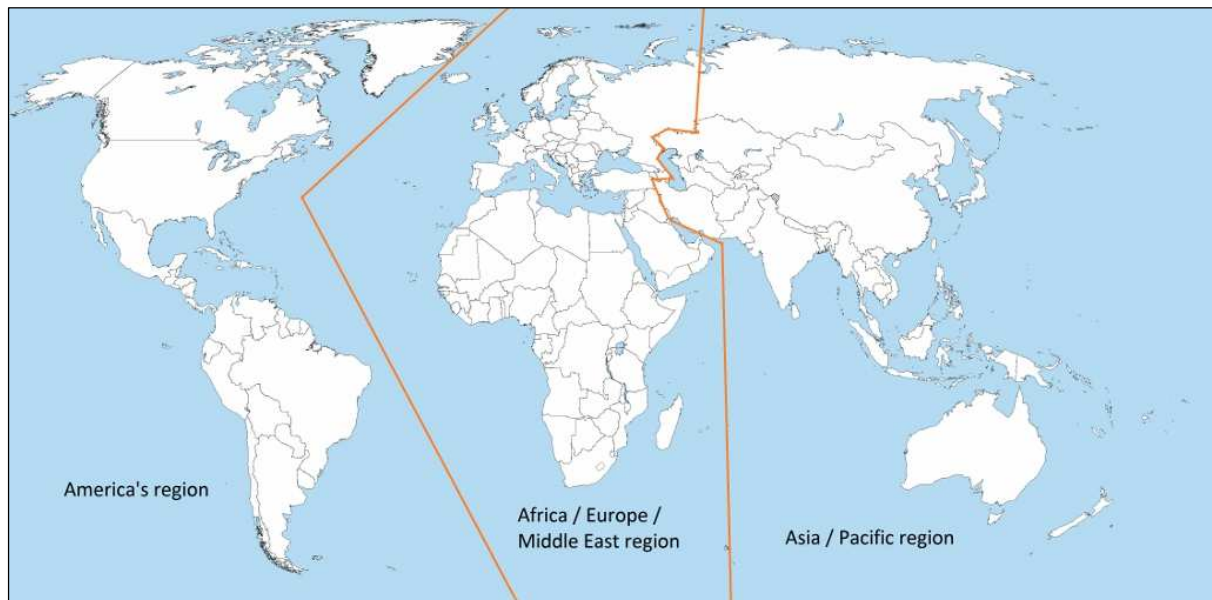 America's region
Africa / Europe /
Middle East region
Asia / Pacific region